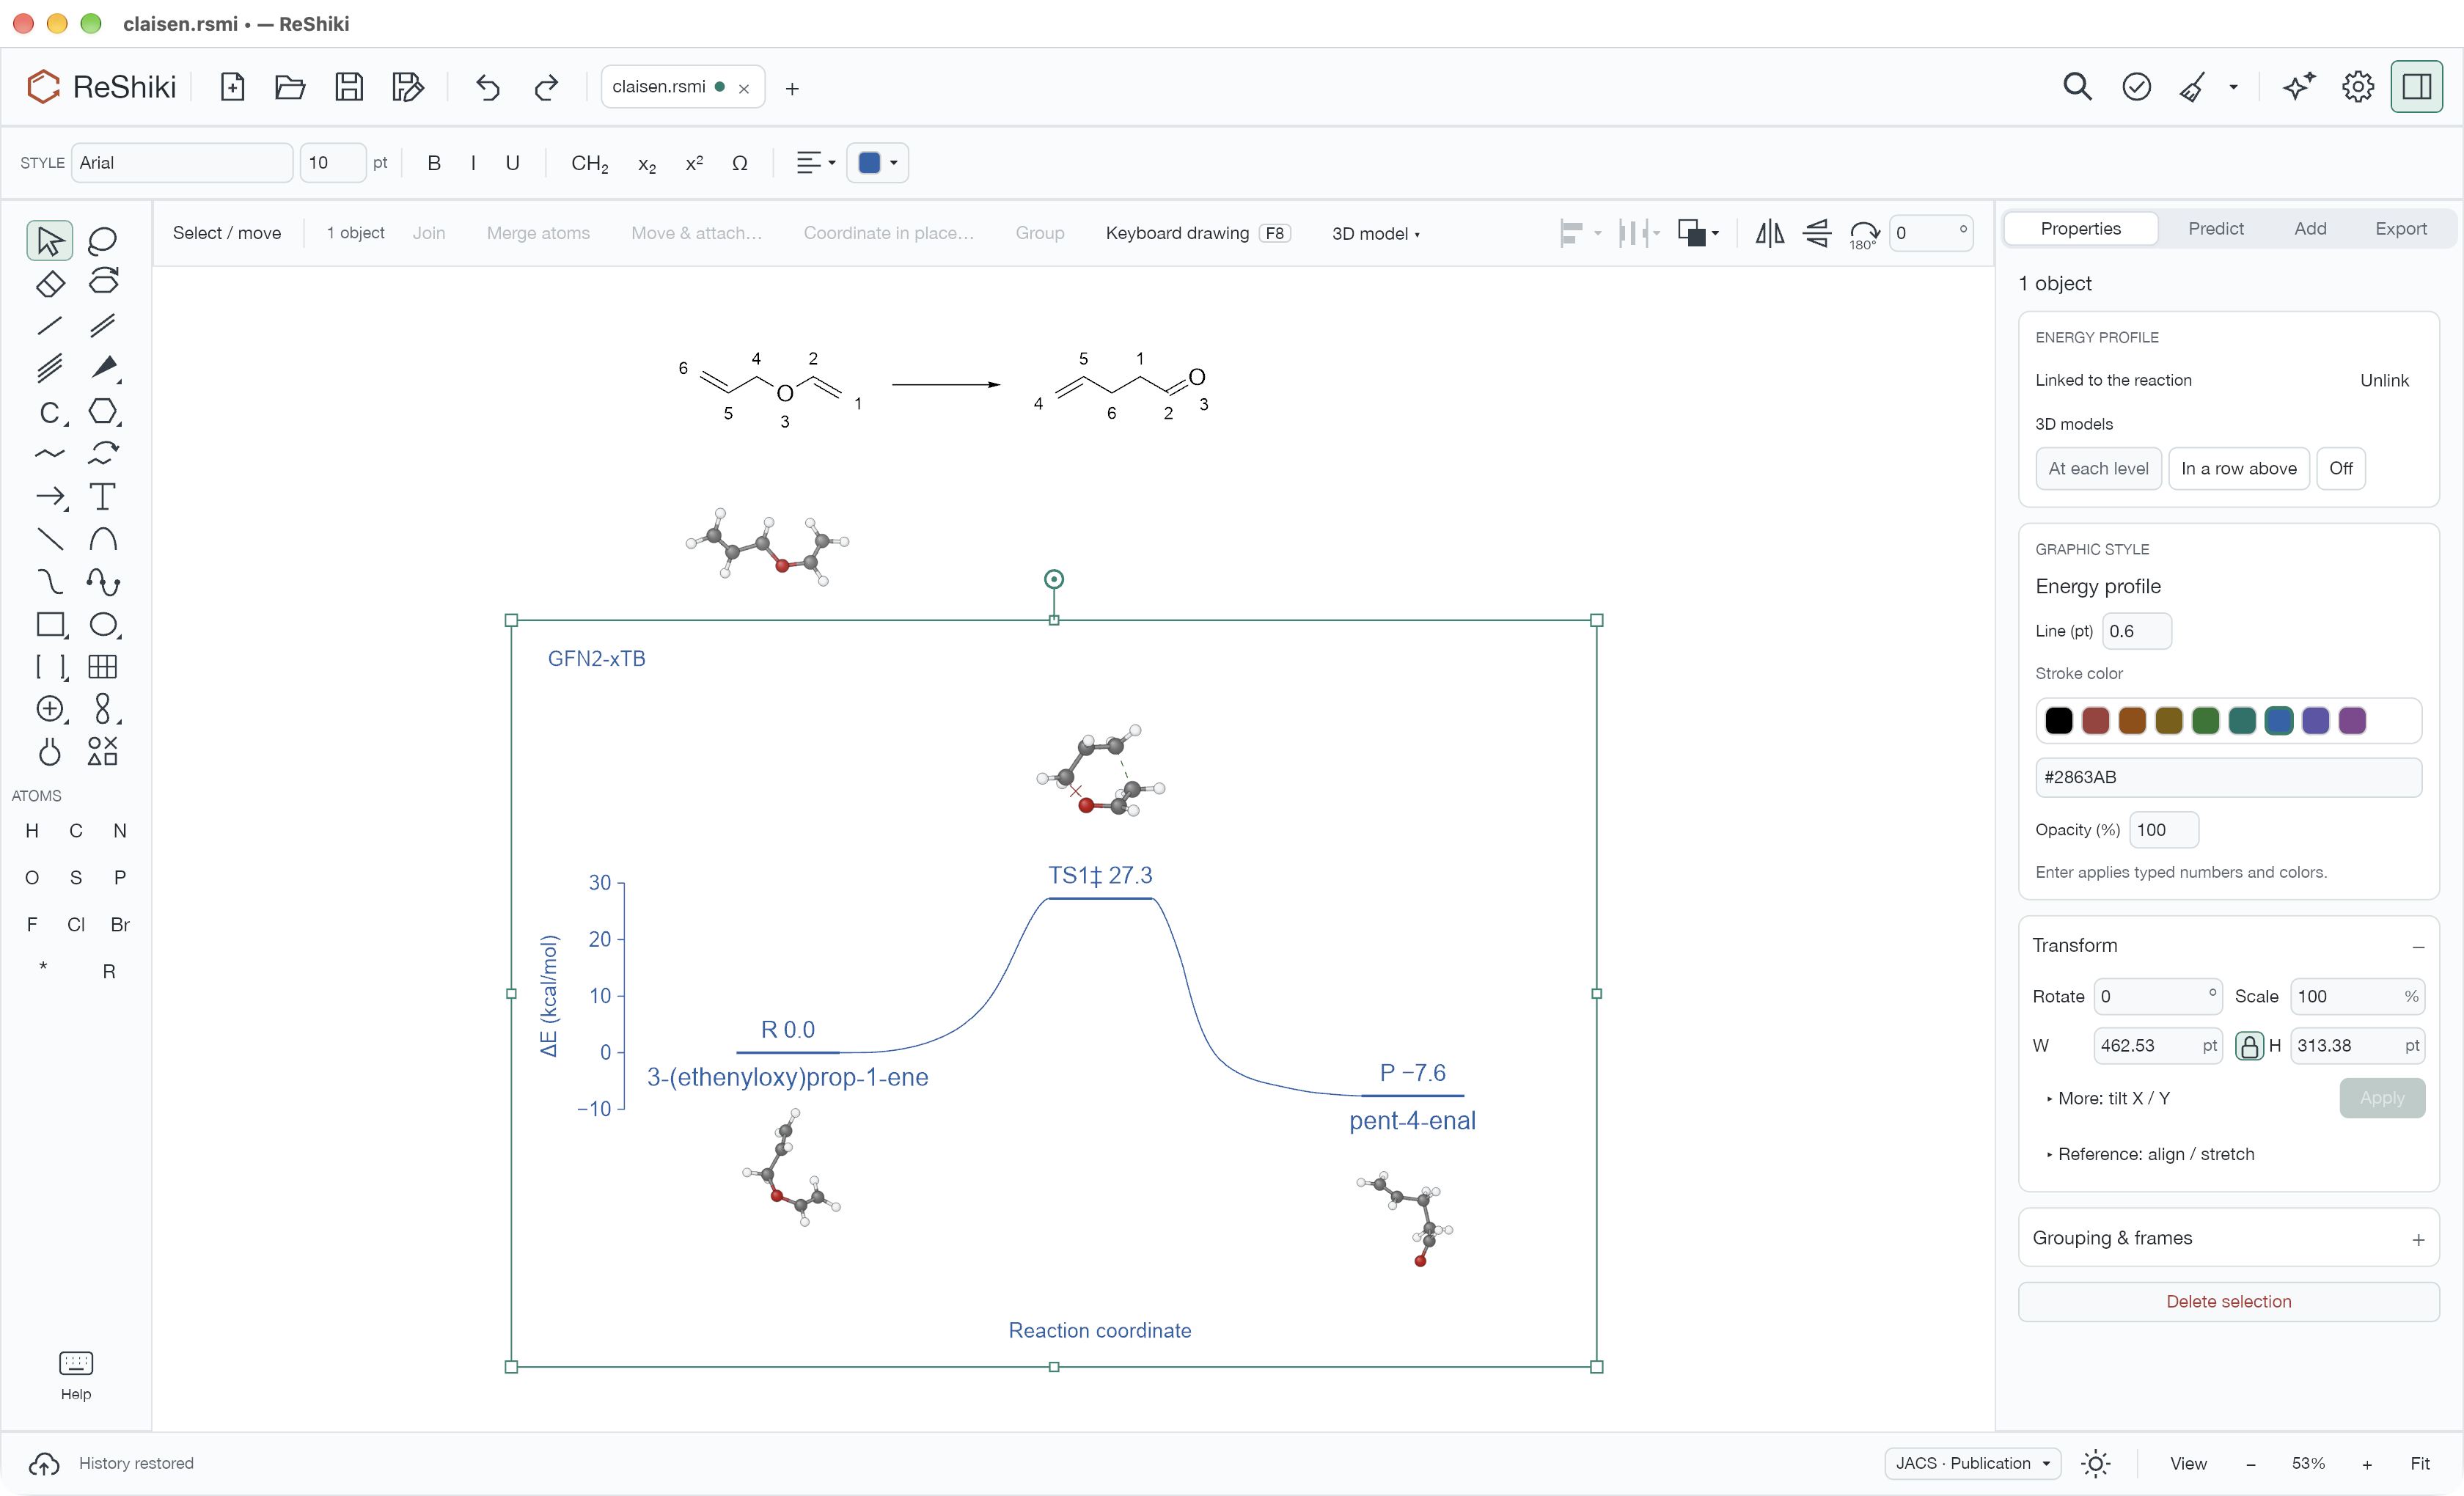 claisen.rsmi • — ReShiki
ReShiki
claisen.rsmi ● × +
STYLE Arial 10 pt B I U CH₂ x₂ x² Ω
Select / move 1 object Join Merge atoms Move & attach... Coordinate in place... Group Keyboard drawing F8 3D model 180° 0 °
Properties Predict Add Export
1 object
ENERGY PROFILE
Linked to the reaction Unlink
3D models
At each level In a row above Off
GRAPHIC STYLE
Energy profile
Line (pt) 0.6
Stroke color
#2863AB
Opacity (%) 100
Enter applies typed numbers and colors.
Transform −
Rotate 0 ° Scale 100 %
W 462.53 pt H 313.38 pt
More: tilt X / Y Apply
Reference: align / stretch
Grouping & frames +
Delete selection
C
T
ATOMS
H C N
O S P
F Cl Br
* R
Help
6 4 2 O 5 3 1
5 1 O 4 6 2 3
GFN2-xTB
TS1‡ 27.3
30
20
10
0
−10
ΔE (kcal/mol)
R 0.0
3-(ethenyloxy)prop-1-ene
P −7.6
pent-4-enal
Reaction coordinate
History restored
JACS · Publication View − 53% + Fit